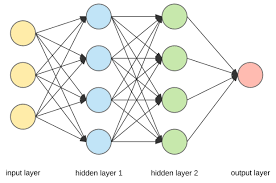 input layer
hidden layer 1
hidden layer 2
output layer